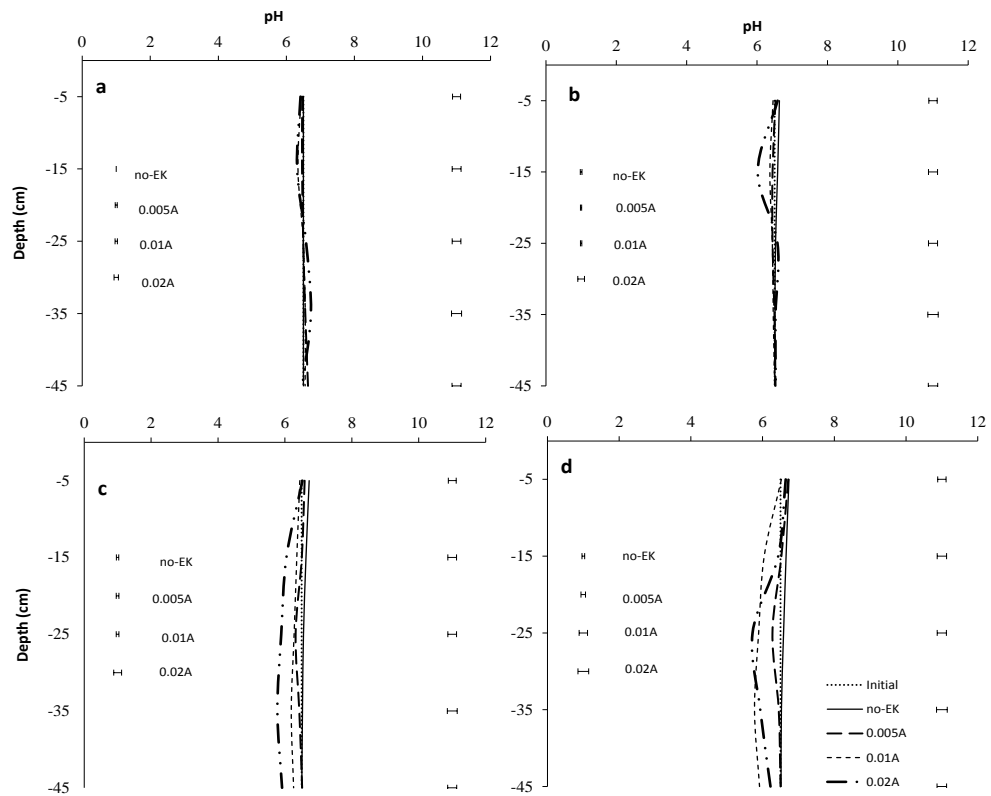 pH
0 2 4 6 8 10 12
a
-5
-15
-25
-35
-45
Depth (cm)
no-EK
0.005A
0.01A
0.02A
pH
0 2 4 6 8 10 12
b
-5
-15
-25
-35
-45
no-EK
0.005A
0.01A
0.02A
0 2 4 6 8 10 12
c
-5
-15
-25
-35
-45
Depth (cm)
no-EK
0.005A
0.01A
0.02A
0 2 4 6 8 10 12
d
-5
-15
-25
-35
-45
no-EK
0.005A
0.01A
0.02A
Initial
no-EK
0.005A
0.01A
0.02A